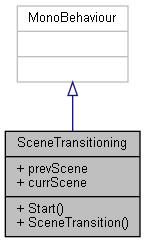 MonoBehaviour
SceneTransitioning
+ prevScene
+ currScene
+ Start()
+ SceneTransition()